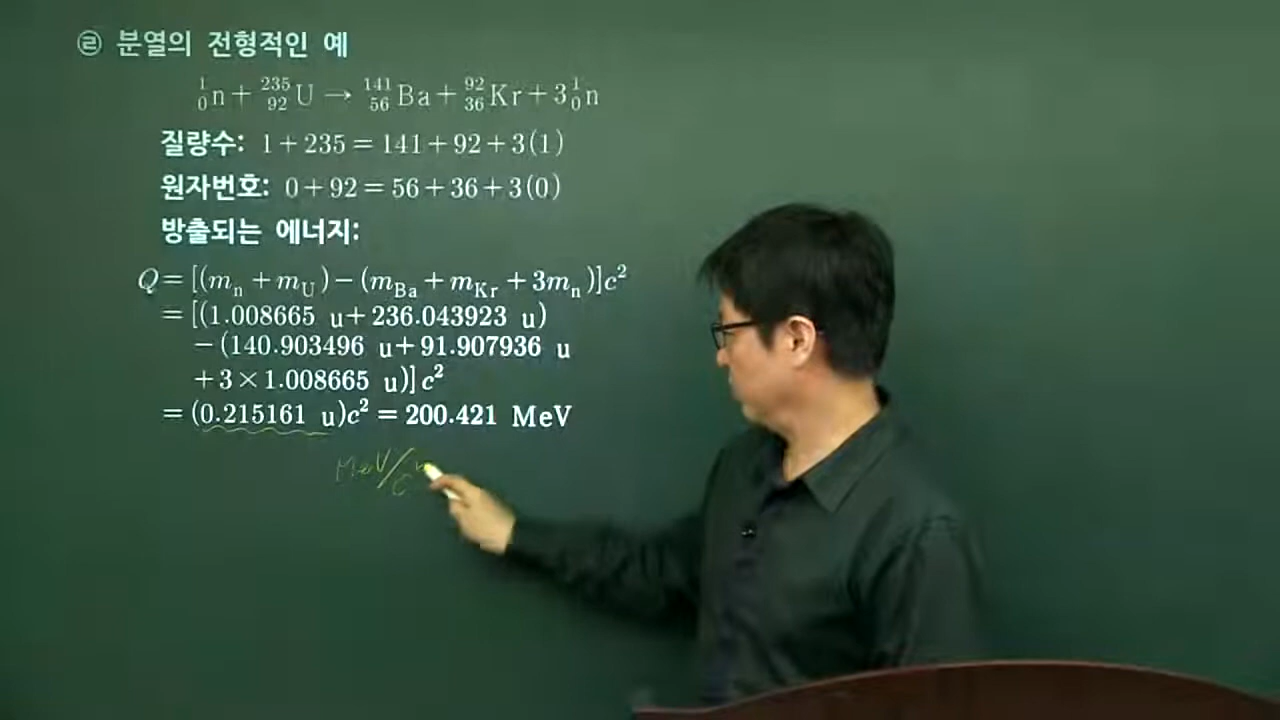 ㉣ 분열의 전형적인 예
¹₀n + ²³⁵₉₂U → ¹⁴¹₅₆Ba + ⁹²₃₆Kr + 3¹₀n
질량수: 1 + 235 = 141 + 92 + 3(1)
원자번호: 0 + 92 = 56 + 36 + 3(0)
방출되는 에너지:
Q = [(mₙ + m_U) − (m_Ba + m_Kr + 3mₙ)]c²
= [(1.008665 u + 236.043923 u)
− (140.903496 u + 91.907936 u
+ 3 × 1.008665 u)] c²
= (0.215161 u)c² = 200.421 MeV
MeV/c